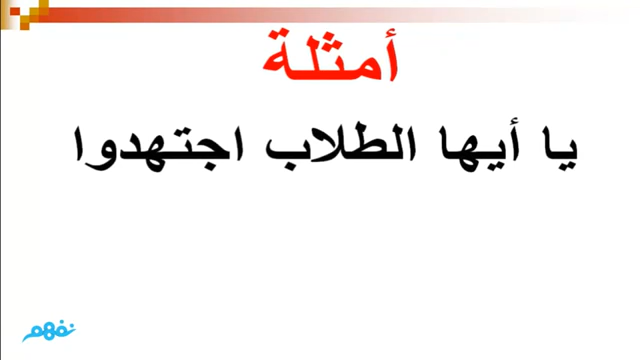 أمثلة
يا أيها الطلاب اجتهدوا
نفهم